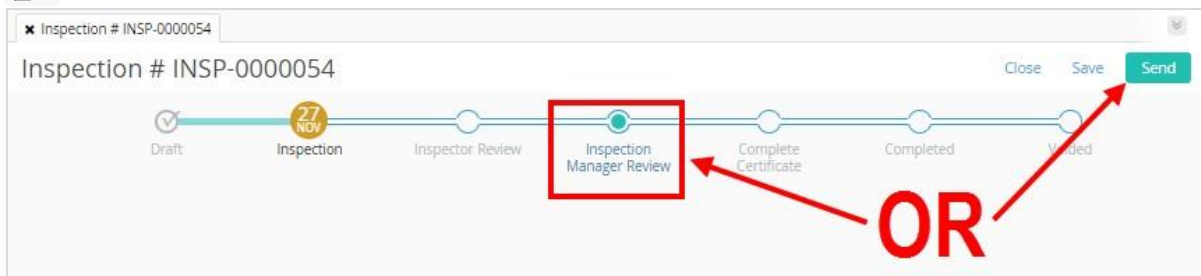 ✖ Inspection # INSP-0000054
Inspection # INSP-0000054
Close Save Send
27
NOV
Draft Inspection Inspector Review Inspection Complete Completed Voided
Manager Review Certificate
OR